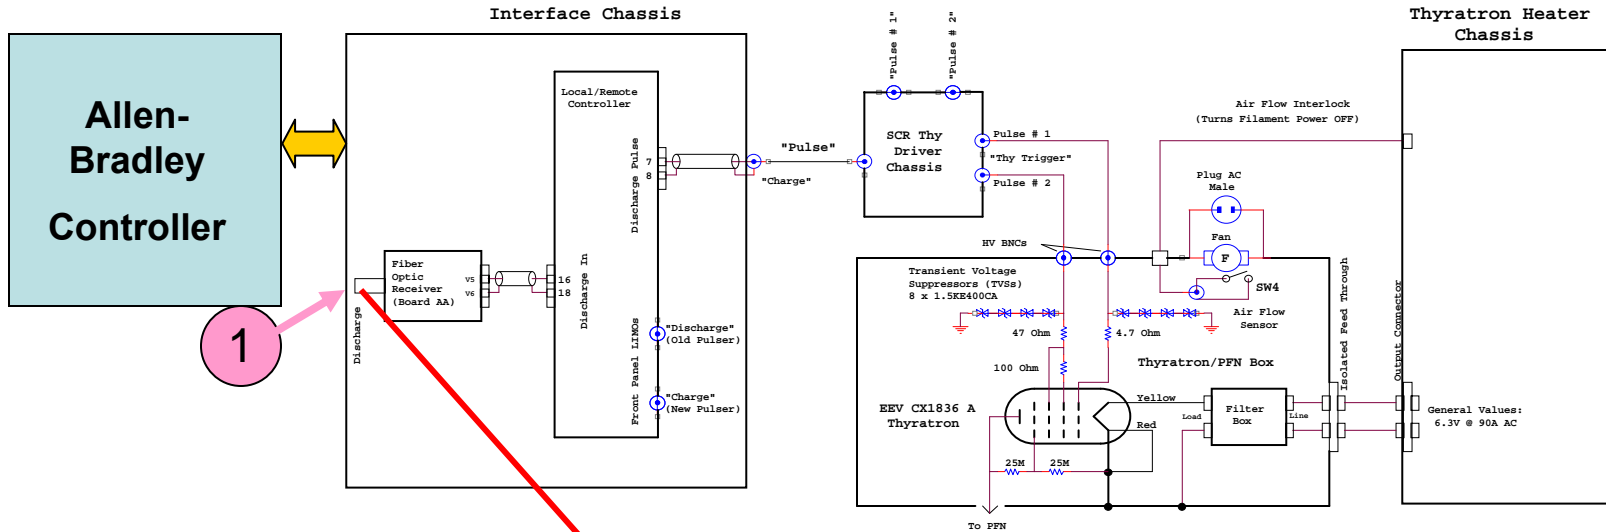 Interface Chassis
Thyratron Heater
Chassis
Allen-
Bradley
Controller
1
Local/Remote
Controller
Discharge Pulse
7
8
"Charge"
"Pulse"
Fiber
Optic
Receiver
(Board AA)
V5
V6
16
18
Discharge In
Discharge
Front Panel LIMOs
"Discharge"
(Old Pulser)
"Charge"
(New Pulser)
"Pulse # 1"
"Pulse # 2"
SCR Thy
Driver
Chassis
Pulse # 1
"Thy Trigger"
Pulse # 2
Air Flow Interlock
(Turns Filament Power OFF)
Plug AC
Male
Fan
F
SW4
Air Flow
Sensor
HV BNCs
Transient Voltage
Suppressors (TVSs)
8 x 1.5KE400CA
47 Ohm
4.7 Ohm
100 Ohm
Thyratron/PFN Box
EEV CX1836 A
Thyratron
Yellow
Red
25M
25M
To PFN
Load
Filter
Box
Line
Isolated Feed Through
Output Connector
General Values:
6.3V @ 90A AC